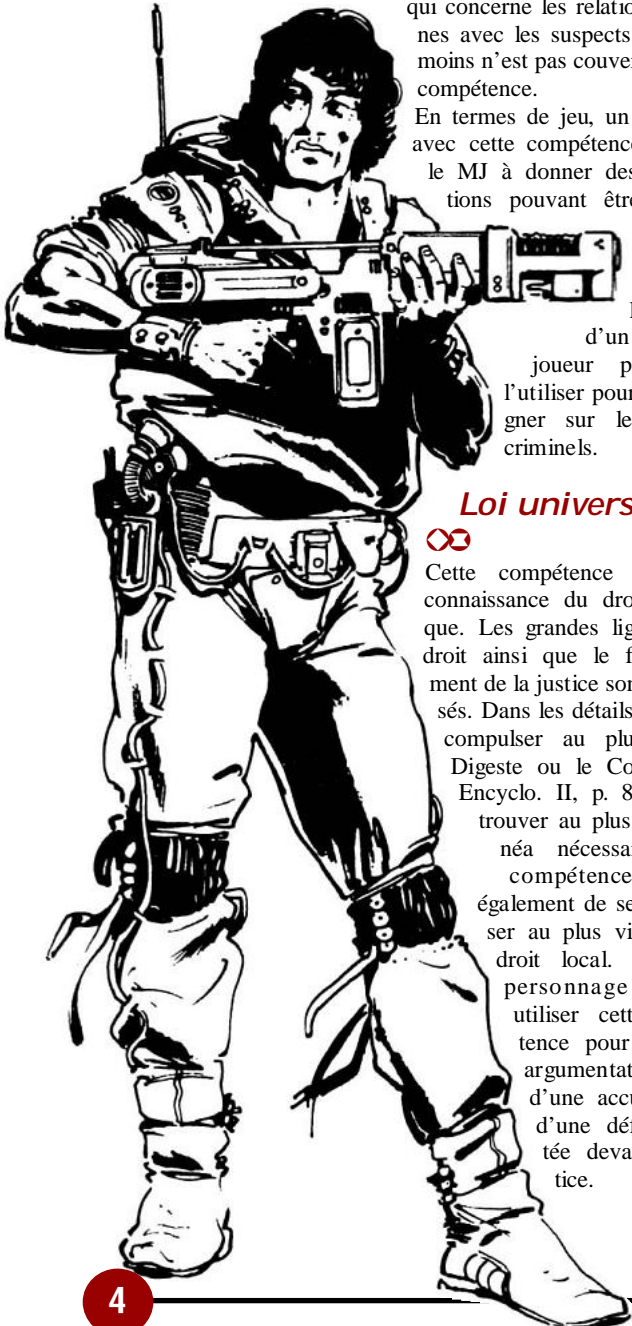 qui concerne les relatio
nes avec les suspects
moins n'est pas couver
compétence.
En termes de jeu, un
avec cette compétenc
le MJ à donner des
tions pouvant êtr
d'un
joueur p
l'utiliser pour
gner sur le
criminels.
Loi univers
Cette compétence
connaissance du dro
que. Les grandes lig
droit ainsi que le f
ment de la justice son
sés. Dans les détails
compulser au plu
Digeste ou le Co
Encyclo. II, p. 8
trouver au plus
néa nécessa
compétence
également de se
ser au plus vi
droit local.
personnage
utiliser cett
tence pour
argumentat
d'une accu
d'une déf
tée deva
tice.
4